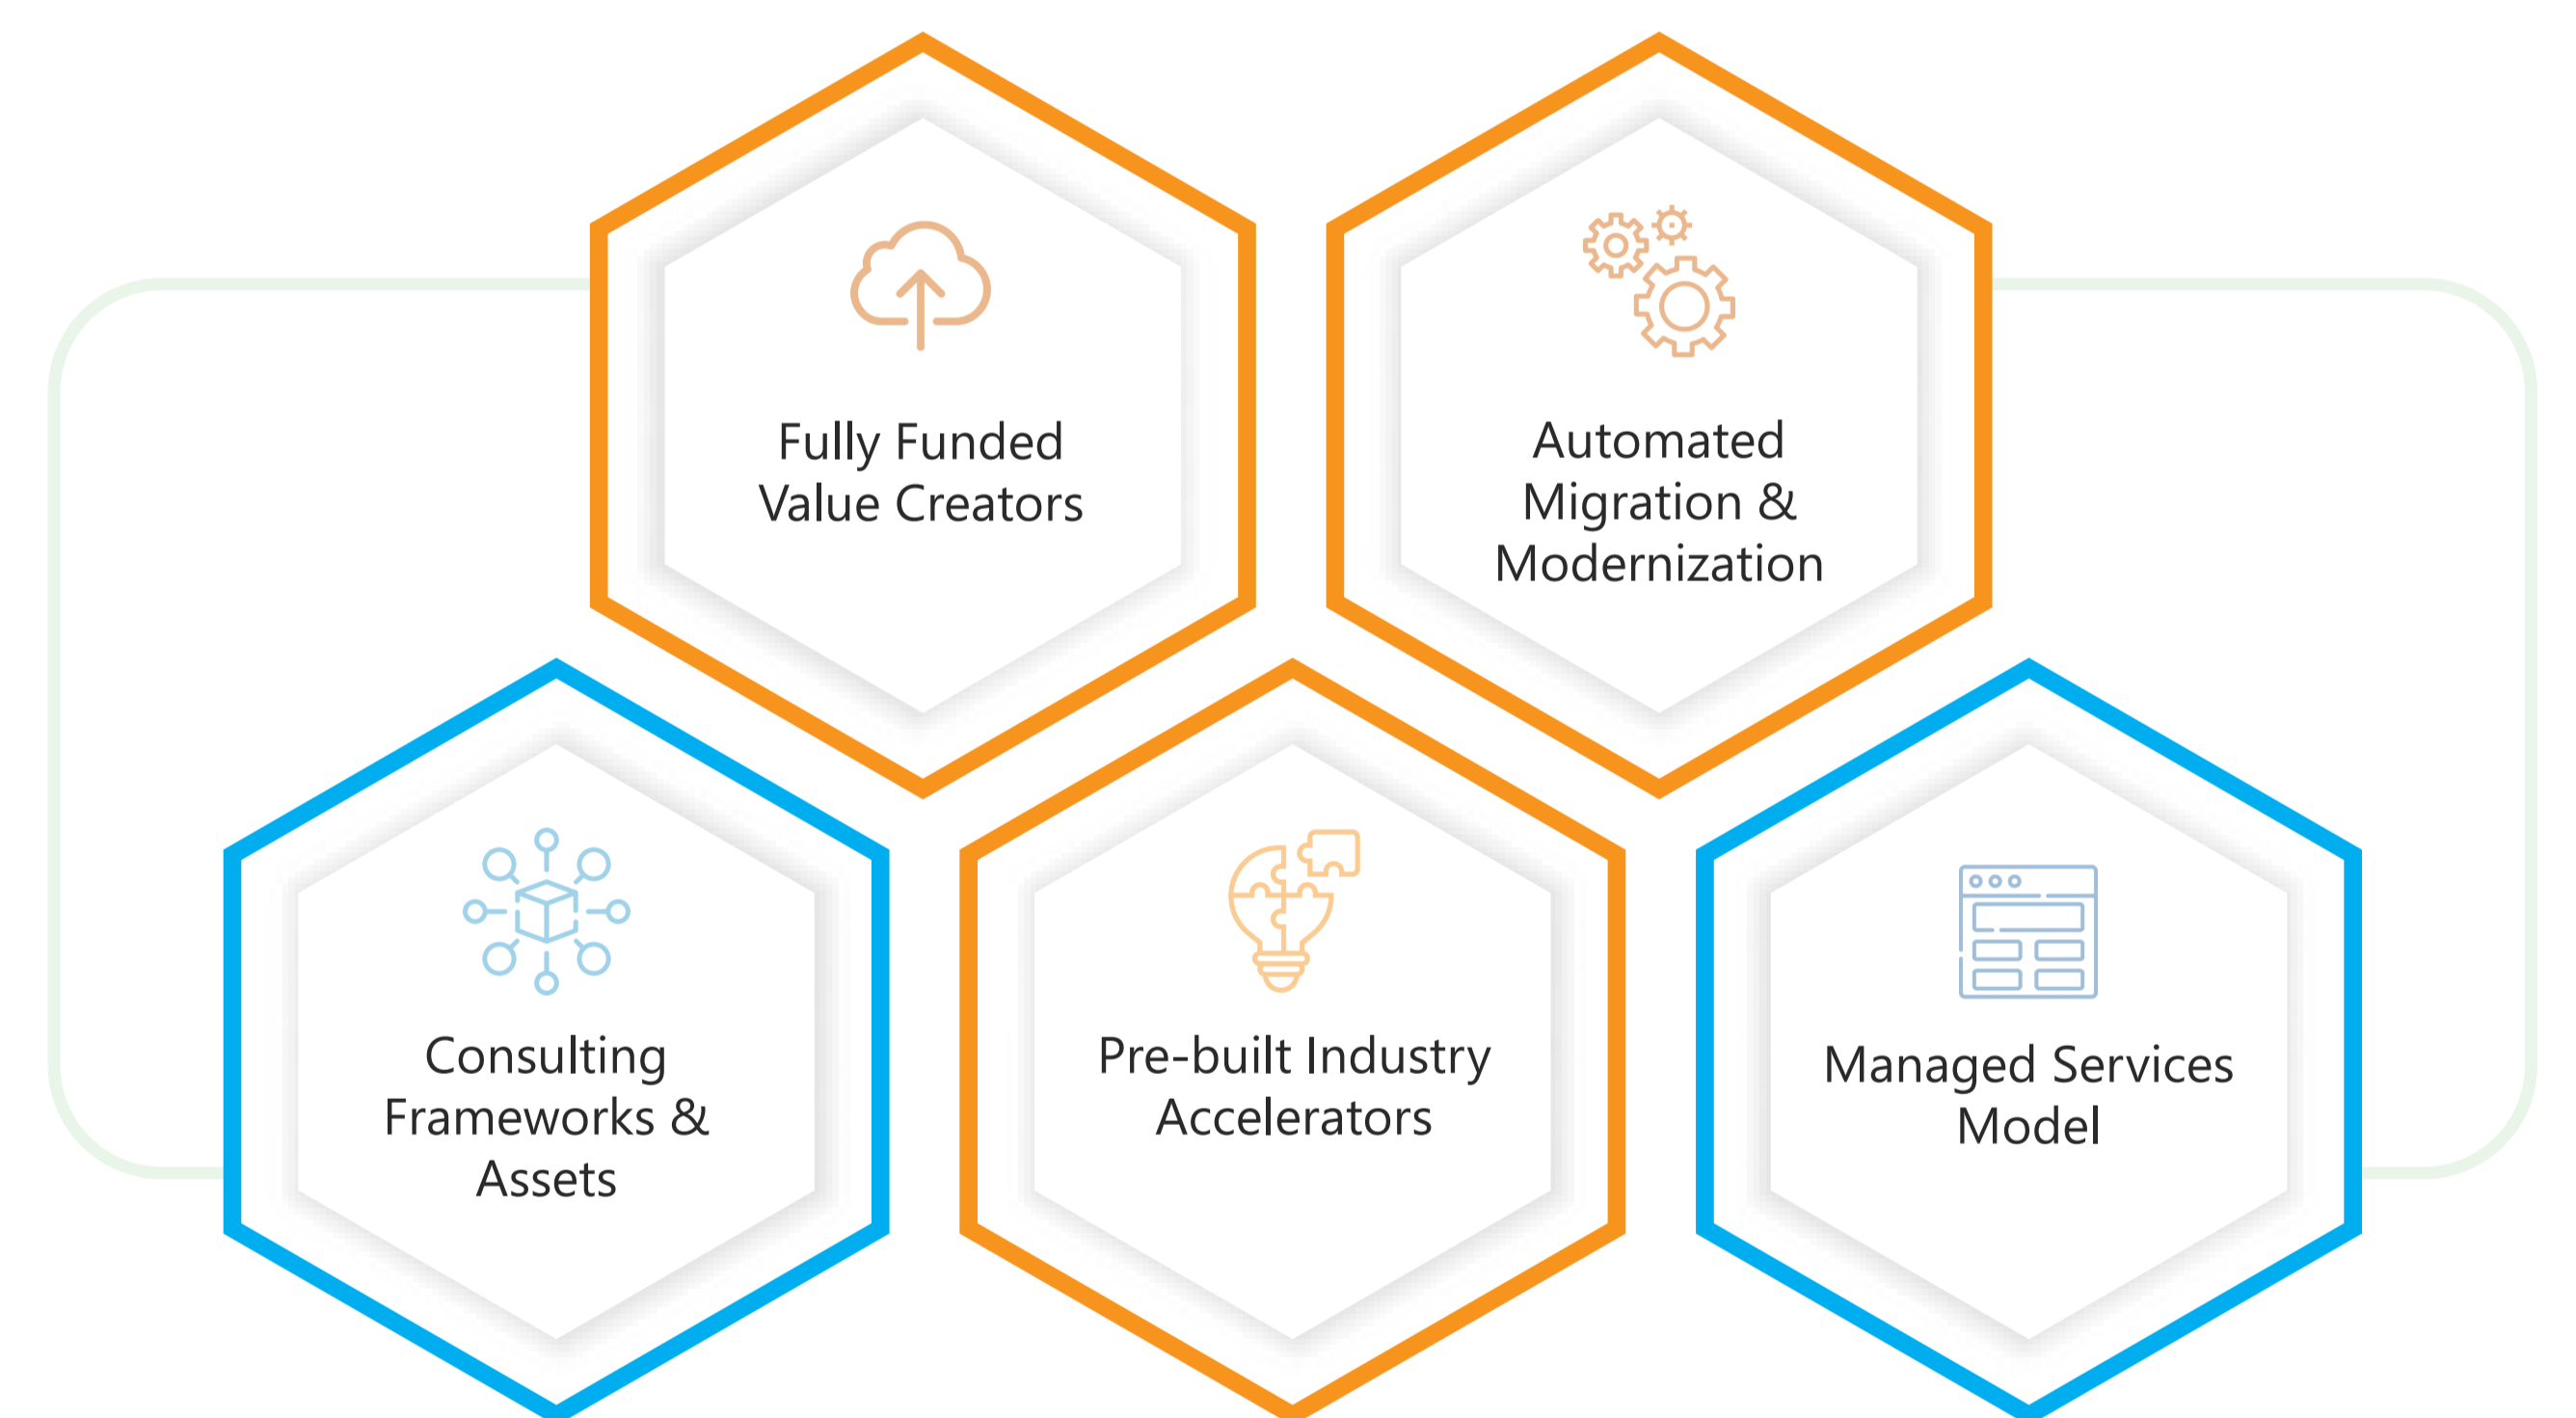 Fully Funded
Value Creators
Automated
Migration &
Modernization
Consulting
Frameworks &
Assets
Pre-built Industry
Accelerators
Managed Services
Model